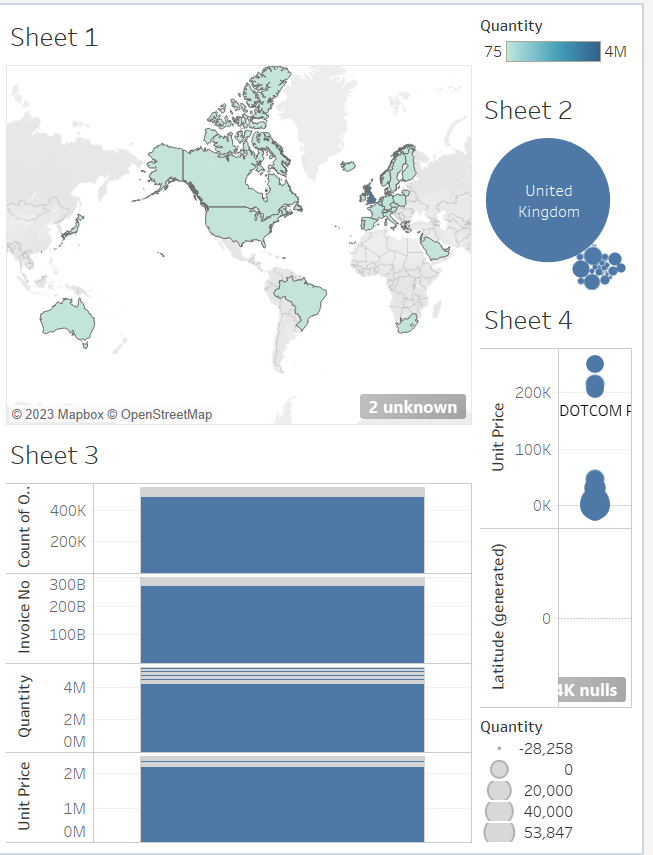 Sheet 1
© 2023 Mapbox © OpenStreetMap
2 unknown
Quantity
75
4M
Sheet 2
United
Kingdom
Sheet 4
Unit Price
200K
DOTCOM P
100K
0K
Latitude (generated)
0
4K nulls
Sheet 3
Count of O..
400K
200K
Invoice No
300B
200B
100B
Quantity
4M
2M
0M
Unit Price
2M
1M
0M
Quantity
-28,258
0
20,000
40,000
53,847